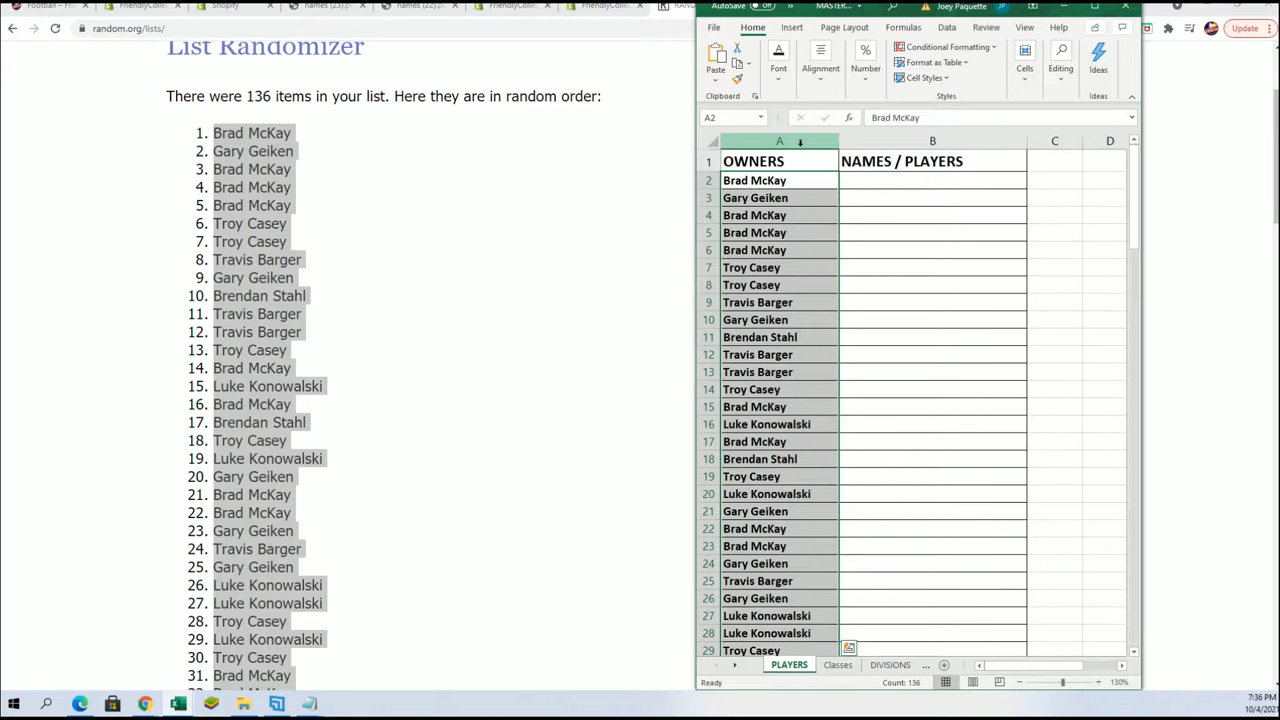 Football - Fri
Shopify
names (23).p
names (22).p
FriendlyColle
FriendlyColle
random.org/lists/
Update
List Randomizer
There were 136 items in your list. Here they are in random order:
1. Brad McKay
2. Gary Geiken
3. Brad McKay
4. Brad McKay
5. Brad McKay
6. Troy Casey
7. Troy Casey
8. Travis Barger
9. Gary Geiken
10. Brendan Stahl
11. Travis Barger
12. Travis Barger
13. Troy Casey
14. Brad McKay
15. Luke Konowalski
16. Brad McKay
17. Brendan Stahl
18. Troy Casey
19. Luke Konowalski
20. Gary Geiken
21. Brad McKay
22. Brad McKay
23. Gary Geiken
24. Travis Barger
25. Gary Geiken
26. Luke Konowalski
27. Luke Konowalski
28. Troy Casey
29. Luke Konowalski
30. Troy Casey
31. Brad McKay
AutoSave Off MASTER... Joey Paquette
File Home Insert Page Layout Formulas Data Review View Help
Paste
Font
Alignment
Number
Conditional Formatting
Format as Table
Cell Styles
Cells
Editing
Ideas
Clipboard Styles Ideas
A2 fx Brad McKay
A B C D
1 OWNERS NAMES / PLAYERS
2 Brad McKay
3 Gary Geiken
4 Brad McKay
5 Brad McKay
6 Brad McKay
7 Troy Casey
8 Troy Casey
9 Travis Barger
10 Gary Geiken
11 Brendan Stahl
12 Travis Barger
13 Travis Barger
14 Troy Casey
15 Brad McKay
16 Luke Konowalski
17 Brad McKay
18 Brendan Stahl
19 Troy Casey
20 Luke Konowalski
21 Gary Geiken
22 Brad McKay
23 Brad McKay
24 Gary Geiken
25 Travis Barger
26 Gary Geiken
27 Luke Konowalski
28 Luke Konowalski
29 Troy Casey
PLAYERS Classes DIVISIONS ...
Ready Count: 136 130%
7:36 PM
10/4/2021